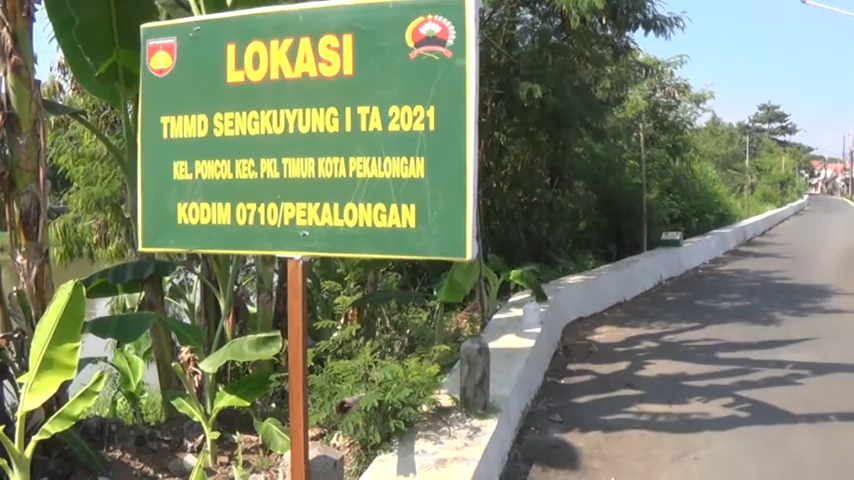 LOKASI
TMMD SENGKUYUNG I TA 2021
KEL. PONCOL KEC. PKL TIMUR KOTA PEKALONGAN
KODIM 0710/PEKALONGAN